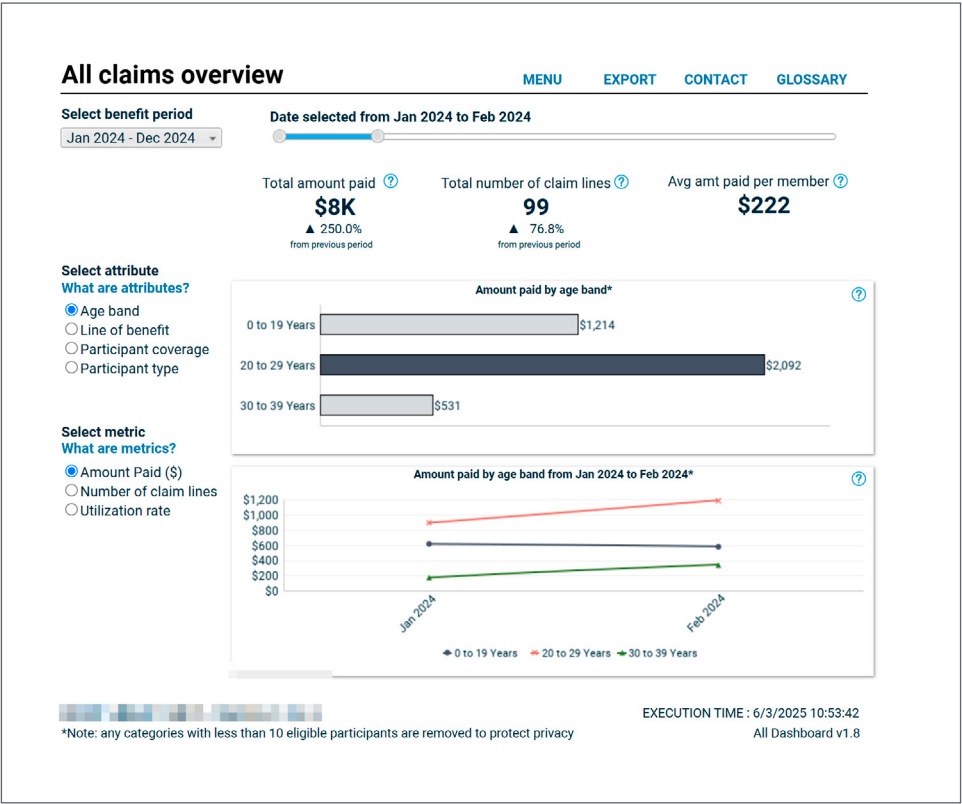 All claims overview
MENU EXPORT CONTACT GLOSSARY
Select benefit period
Jan 2024 - Dec 2024
Date selected from Jan 2024 to Feb 2024
Total amount paid ?
$8K
▲ 250.0%
from previous period
Total number of claim lines ?
99
▲ 76.8%
from previous period
Avg amt paid per member ?
$222
Select attribute
What are attributes?
Age band
Line of benefit
Participant coverage
Participant type
Amount paid by age band*
?
0 to 19 Years $1,214
20 to 29 Years $2,092
30 to 39 Years $531
Select metric
What are metrics?
Amount Paid ($)
Number of claim lines
Utilization rate
Amount paid by age band from Jan 2024 to Feb 2024*
?
$1,200
$1,000
$800
$600
$400
$200
$0
Jan 2024 Feb 2024
0 to 19 Years 20 to 29 Years 30 to 39 Years
EXECUTION TIME : 6/3/2025 10:53:42
*Note: any categories with less than 10 eligible participants are removed to protect privacy
All Dashboard v1.8